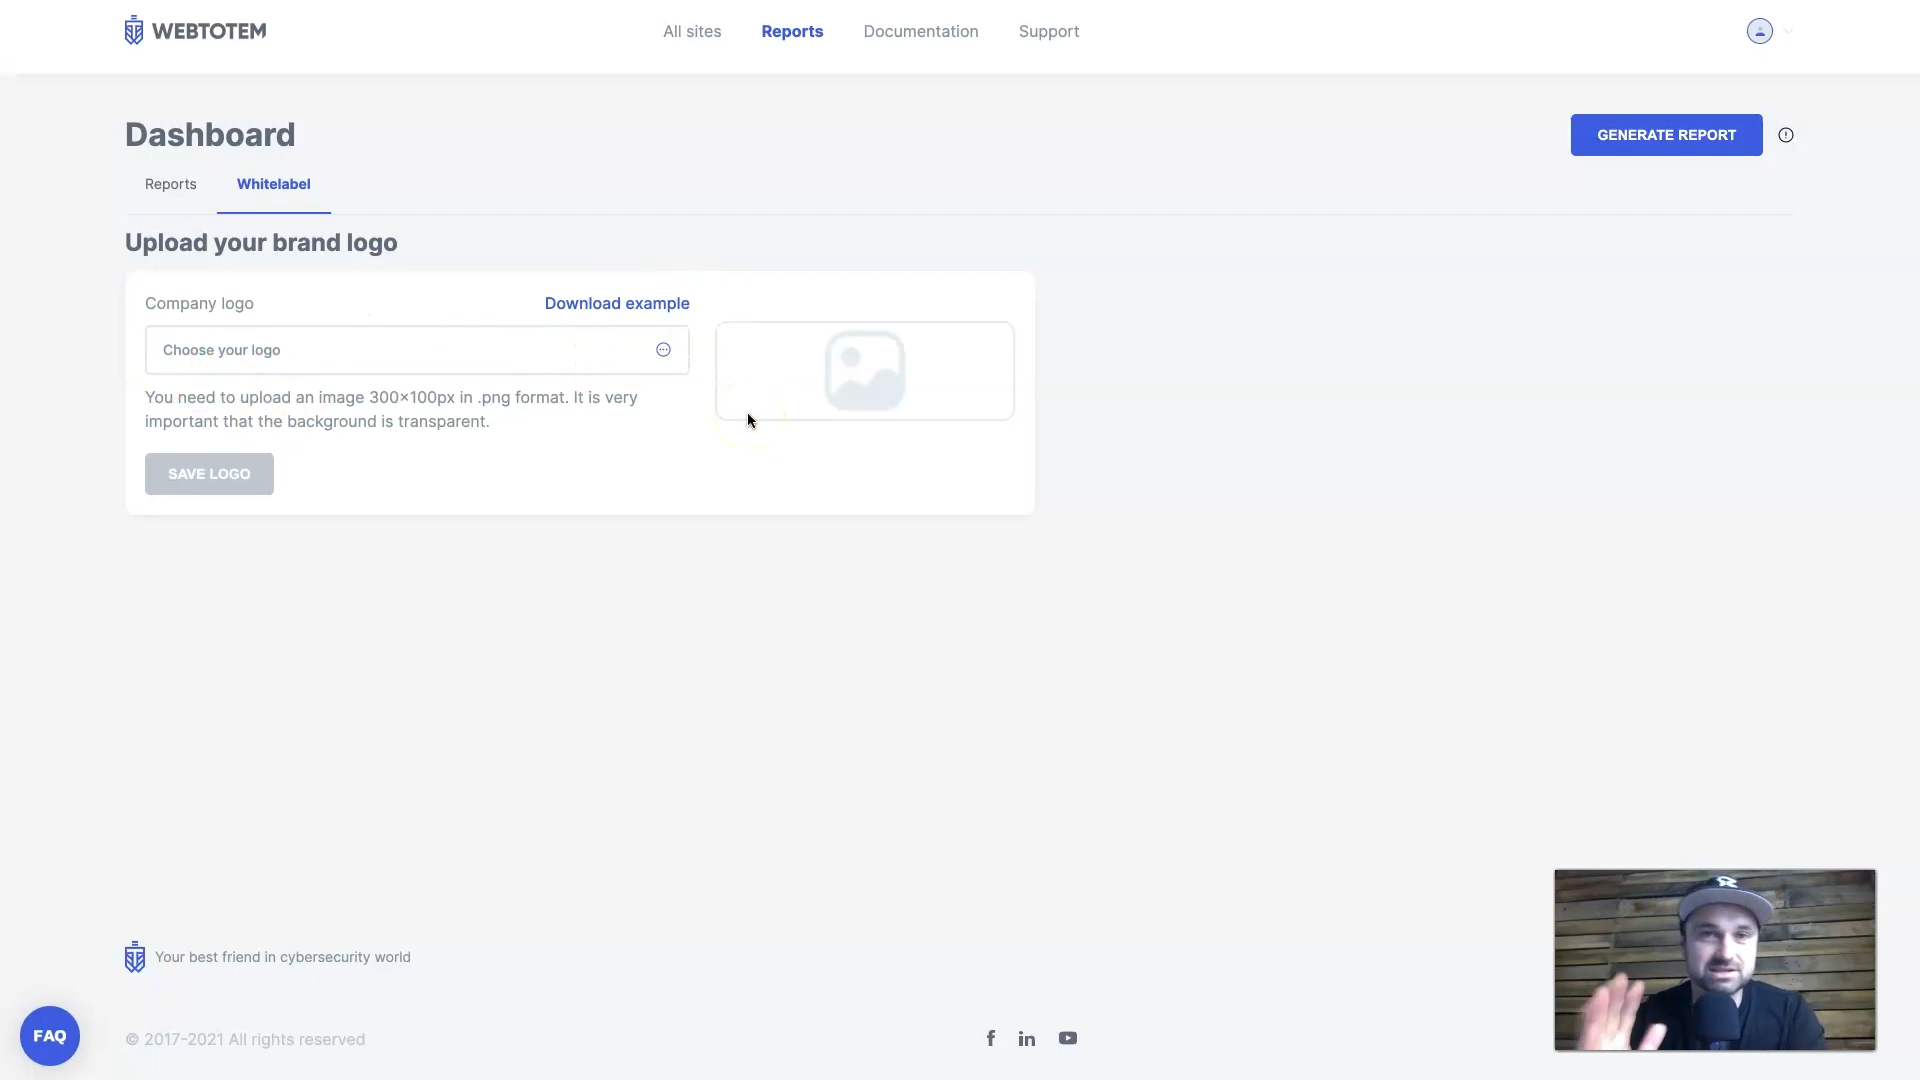 WEBTOTEM
All sites
Reports
Documentation
Support
Dashboard
GENERATE REPORT
Reports
Whitelabel
Upload your brand logo
Company logo
Download example
Choose your logo
You need to upload an image 300×100px in .png format. It is very
important that the background is transparent.
SAVE LOGO
Your best friend in cybersecurity world
FAQ
© 2017-2021 All rights reserved